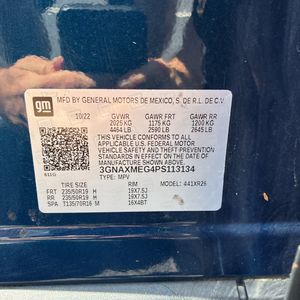 gm
MFD BY GENERAL MOTORS DE MEXICO, S. DE R.L. DE C.V.
10/22 GVWR GAWR FRT GAWR RR
2025 KG 1175 KG 1200 KG
4464 LB 2590 LB 2645 LB
THIS VEHICLE CONFORMS TO ALL
APPLICABLE U.S. FEDERAL MOTOR
VEHICLE SAFETY
STANDARDS IN EFFECT ON THE DATE
OF MANUFACTURE SHOWN ABOVE.
3GNAXMEG4PS113134
TYPE: MPV
TIRE SIZE RIM MODEL: 441XR26
FRT 235/50R19 H 19X7.5J
RR 235/50R19 H 19X7.5J
SPA T135/70R16 M 16X4BT